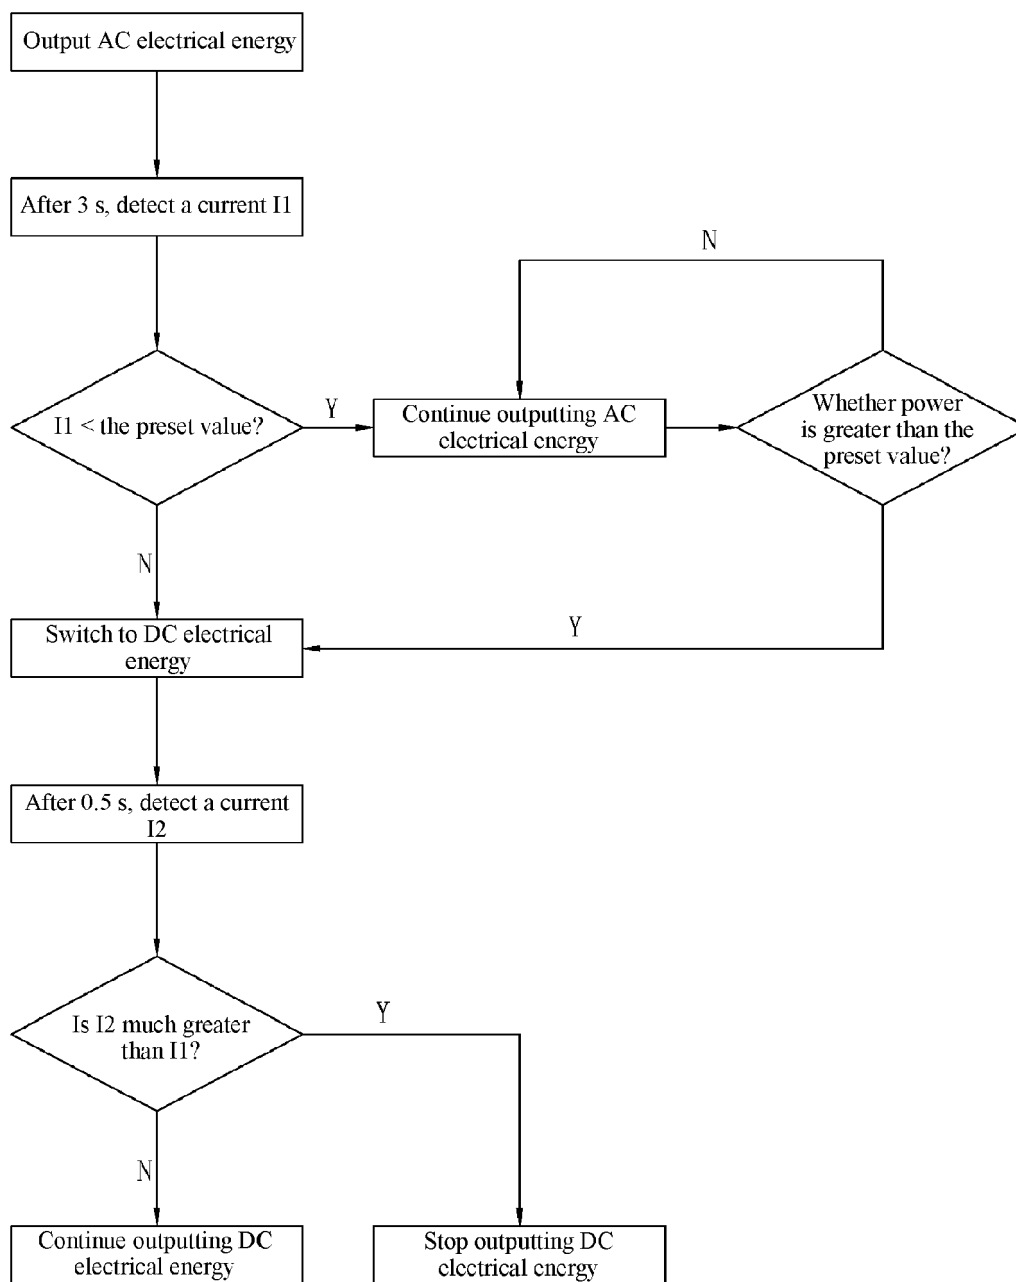 Output AC electrical energy
After 3 s, detect a current I1
N
I1 < the preset value?
Y
Continue outputting AC
electrical energy
Whether power
is greater than the
preset value?
N
Y
Switch to DC electrical
energy
After 0.5 s, detect a current
I2
Is I2 much greater
than I1?
Y
N
Continue outputting DC
electrical energy
Stop outputting DC
electrical energy